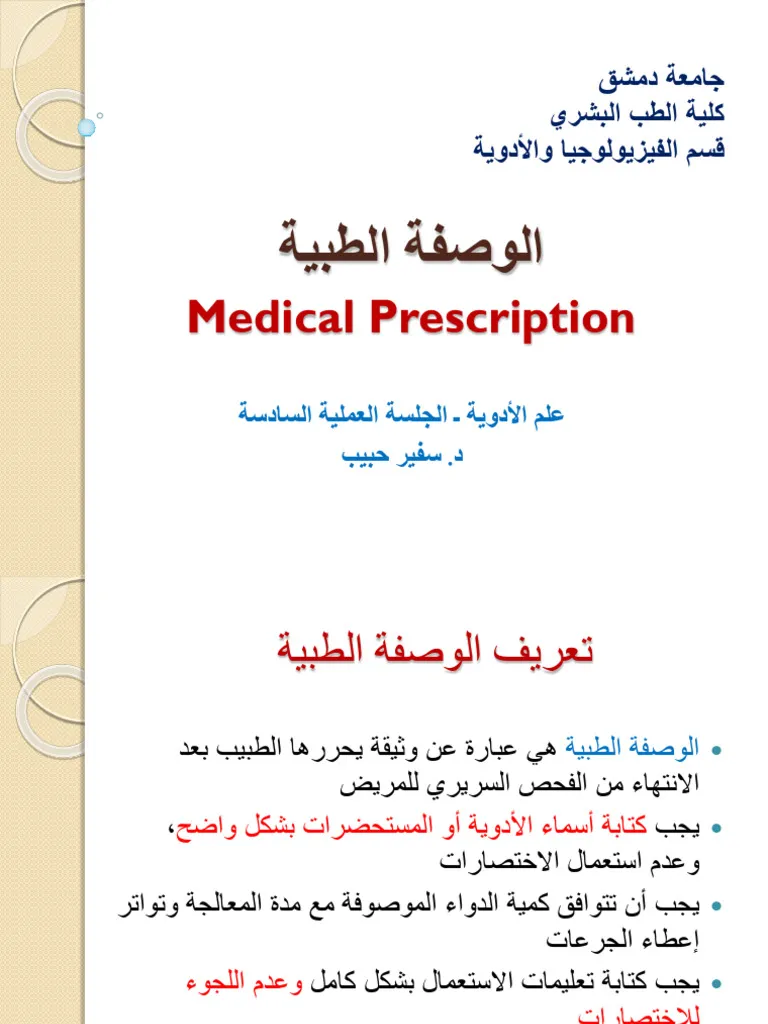 جامعة دمشق
كلية الطب البشري
قسم الفيزيولوجيا والأدوية
الوصفة الطبية
Medical Prescription
علم الأدوية - الجلسة العملية السادسة
د. سفير حبيب
تعريف الوصفة الطبية
• الوصفة الطبية هي عبارة عن وثيقة يحررها الطبيب بعد
الانتهاء من الفحص السريري للمريض
• يجب كتابة أسماء الأدوية أو المستحضرات بشكل واضح،
وعدم استعمال الاختصارات
• يجب أن تتوافق كمية الدواء الموصوفة مع مدة المعالجة وتواتر
إعطاء الجرعات
• يجب كتابة تعليمات الاستعمال بشكل كامل وعدم اللجوء
للاختصارات